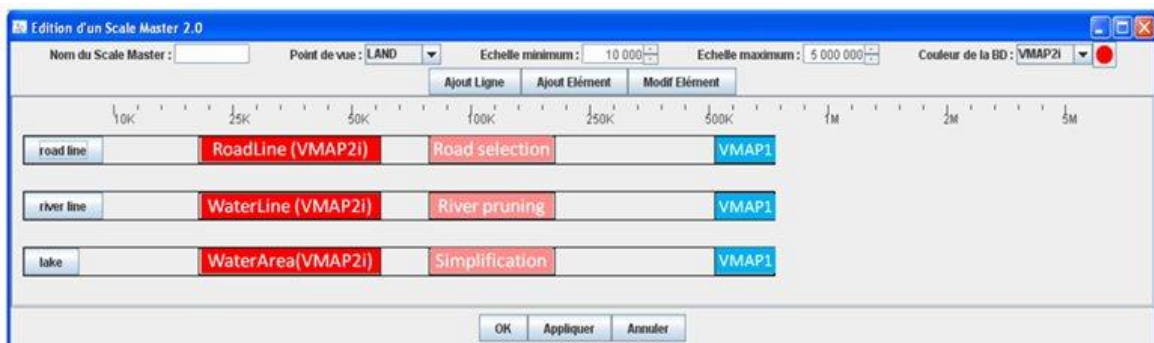 Edition d'un Scale Master 2.0
Nom du Scale Master : Point de vue : LAND Echelle minimum : 10 000 Echelle maximum : 5 000 000 Couleur de la BD : VMAP2i
Ajout Ligne Ajout Elément Modif Elément
10K 25K 50K 100K 250K 500K 1M 2M 5M
road line RoadLine (VMAP2i) Road selection VMAP1
river line WaterLine (VMAP2i) River pruning VMAP1
lake WaterArea(VMAP2i) Simplification VMAP1
OK Appliquer Annuler